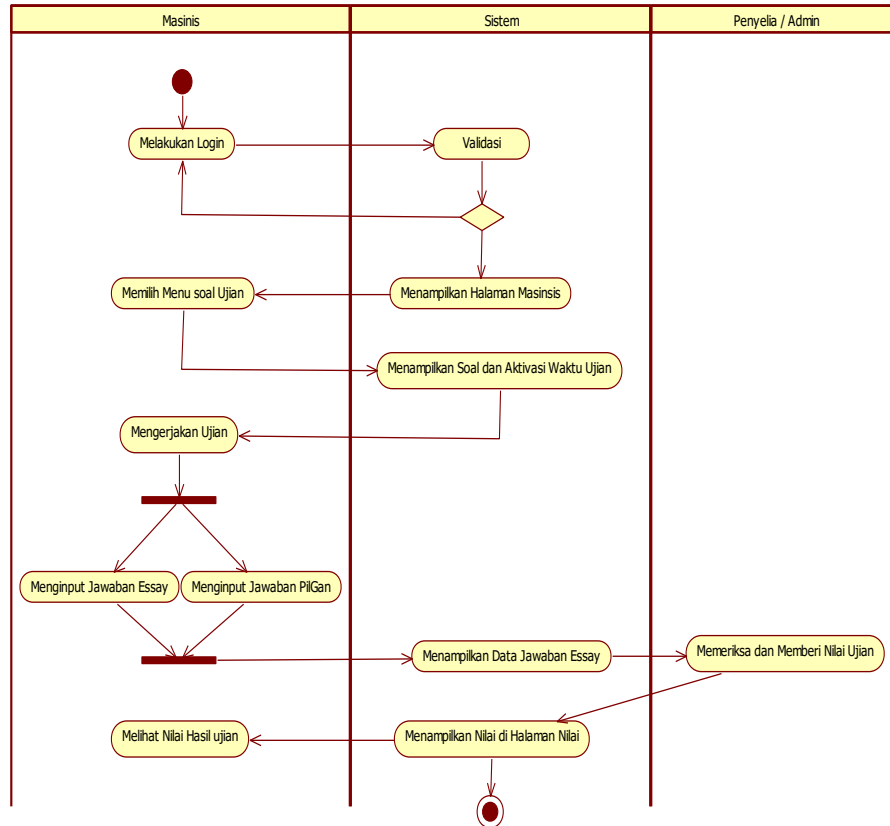 Masinis
Sistem
Penyelia / Admin
Melakukan Login
Validasi
Memilih Menu soal Ujian
Menampilkan Halaman Masinsis
Menampilkan Soal dan Aktivasi Waktu Ujian
Mengerjakan Ujian
Menginput Jawaban Essay
Menginput Jawaban PilGan
Menampilkan Data Jawaban Essay
Memeriksa dan Memberi Nilai Ujian
Melihat Nilai Hasil ujian
Menampilkan Nilai di Halaman Nilai